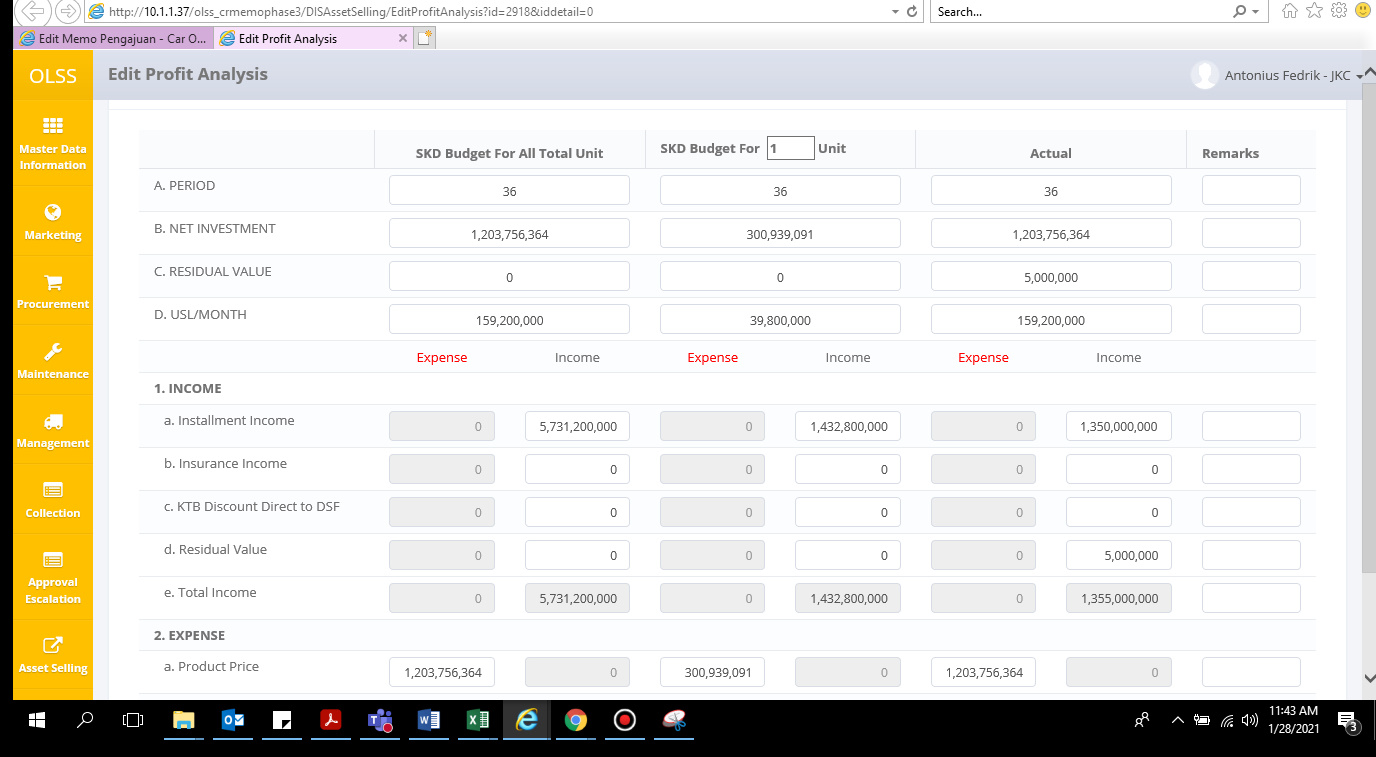 http://10.1.1.37/olss_crmemophase3/DISAssetSelling/EditProfitAnalysis?id=2918&iddetail=0
Search...
Edit Memo Pengajuan - Car O...
Edit Profit Analysis
OLSS
Edit Profit Analysis
Antonius Fedrik - JKC
Master Data
Information
Marketing
Procurement
Maintenance
Management
Collection
Approval
Escalation
Asset Selling
SKD Budget For All Total Unit
SKD Budget For 1 Unit
Actual
Remarks
A. PERIOD 36 36 36
B. NET INVESTMENT 1,203,756,364 300,939,091 1,203,756,364
C. RESIDUAL VALUE 0 0 5,000,000
D. USL/MONTH 159,200,000 39,800,000 159,200,000
Expense Income Expense Income Expense Income
1. INCOME
a. Installment Income 0 5,731,200,000 0 1,432,800,000 0 1,350,000,000
b. Insurance Income 0 0 0 0 0 0
c. KTB Discount Direct to DSF 0 0 0 0 0 0
d. Residual Value 0 0 0 0 0 5,000,000
e. Total Income 0 5,731,200,000 0 1,432,800,000 0 1,355,000,000
2. EXPENSE
a. Product Price 1,203,756,364 0 300,939,091 0 1,203,756,364 0
11:43 AM
1/28/2021
3